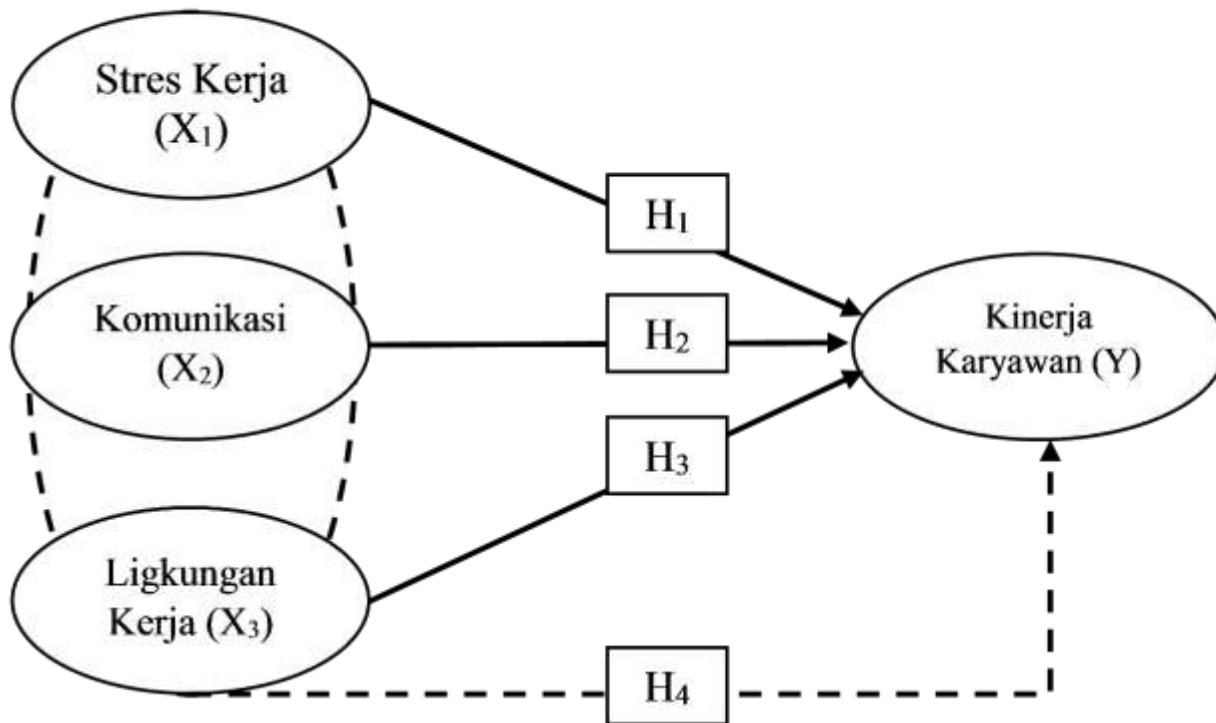 Stres Kerja
(X₁)
H₁
Komunikasi
(X₂)
H₂
Kinerja
Karyawan (Y)
H₃
Ligkungan
Kerja (X₃)
H₄